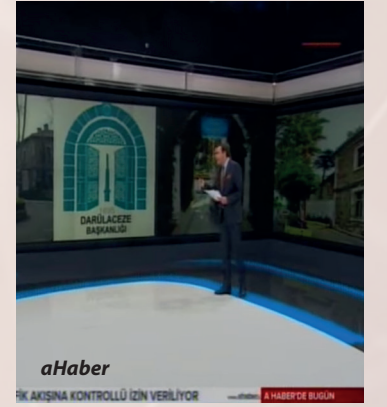 DARÜLACEZE
BAŞKANLIĞI
aHaber
FİK AKIŞINA KONTROLLÜ İZİN VERİLİYOR
A HABER'DE BUGÜN